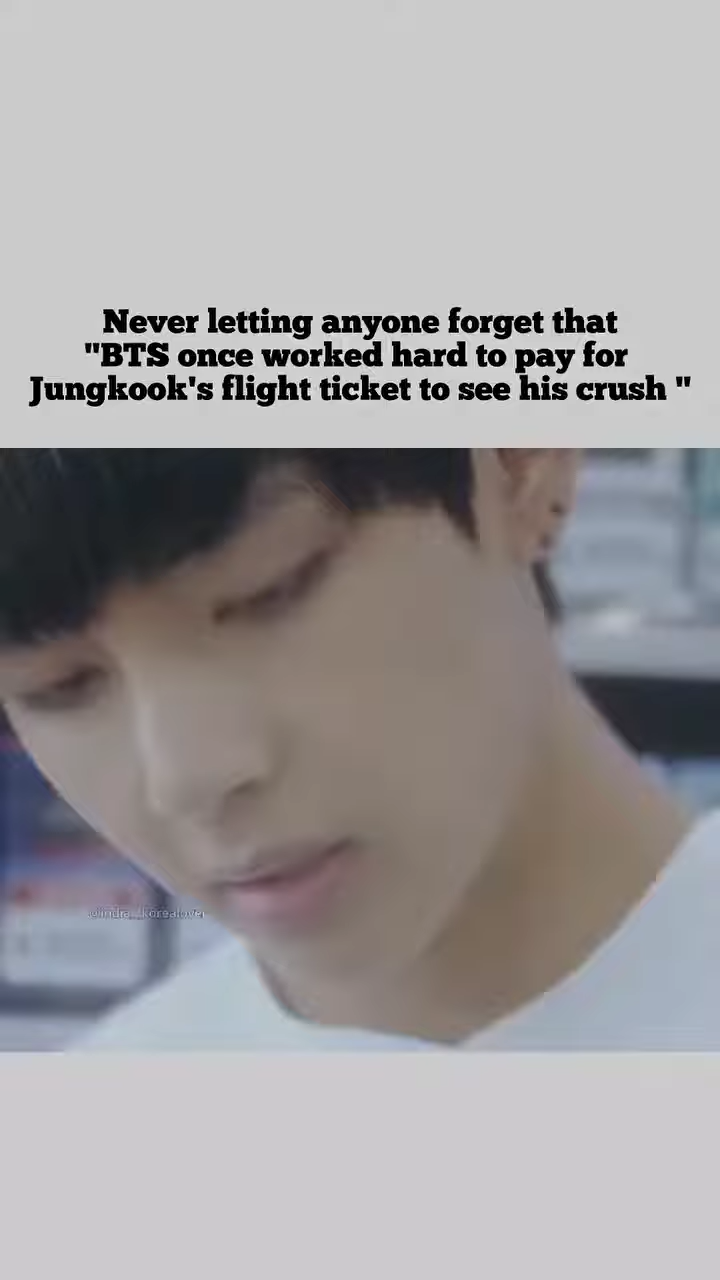 Never letting anyone forget that
"BTS once worked hard to pay for
Jungkook's flight ticket to see his crush "
@indra_korealover